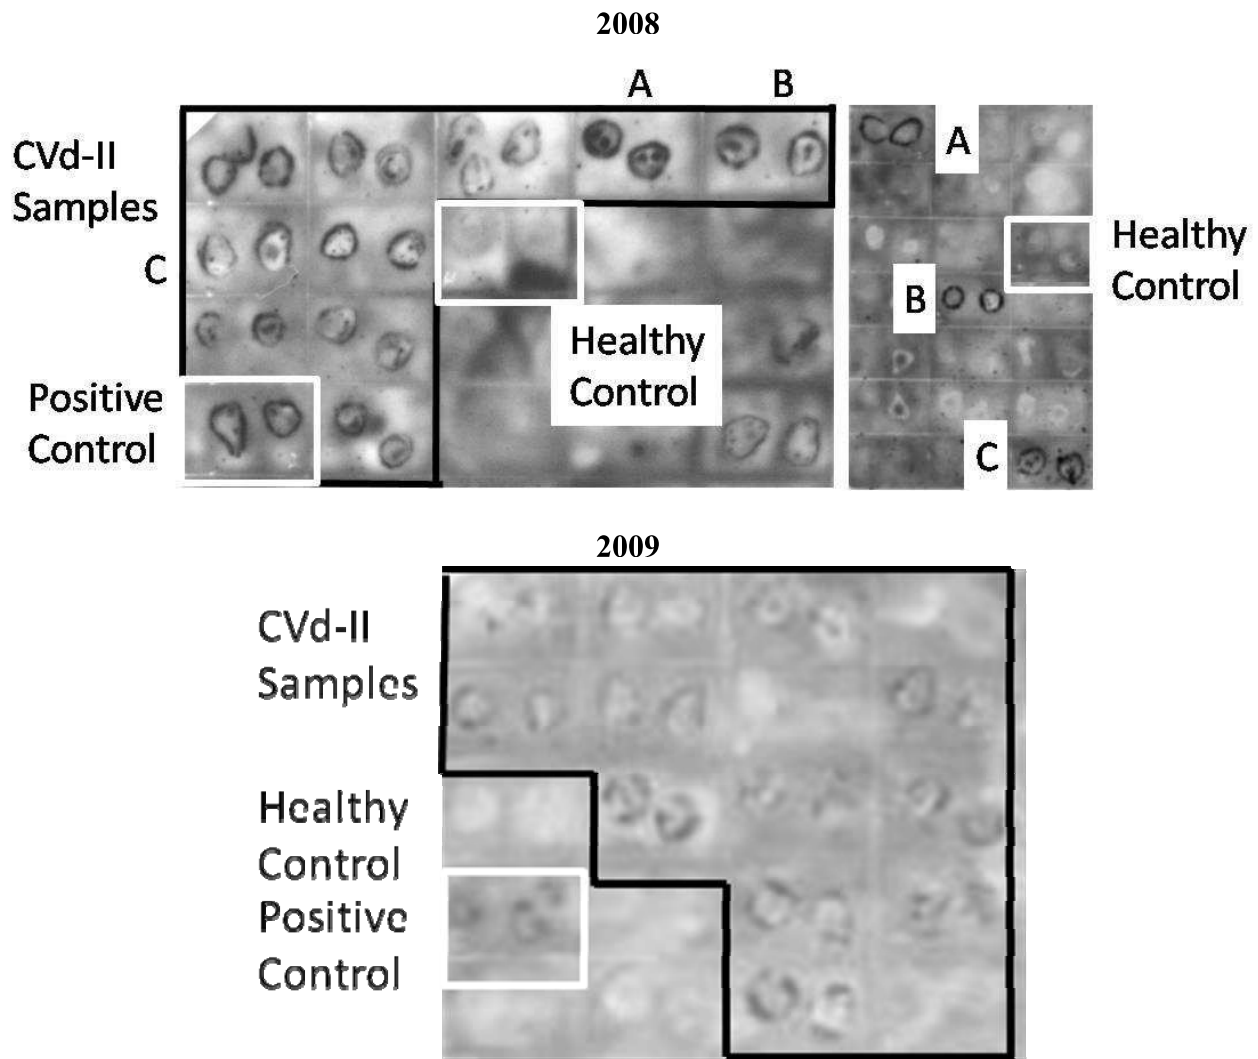 2008
A B
CVd-II
Samples
C
Positive
Control
Healthy
Control
A
B
C
Healthy
Control
2009
CVd-II
Samples
Healthy
Control
Positive
Control